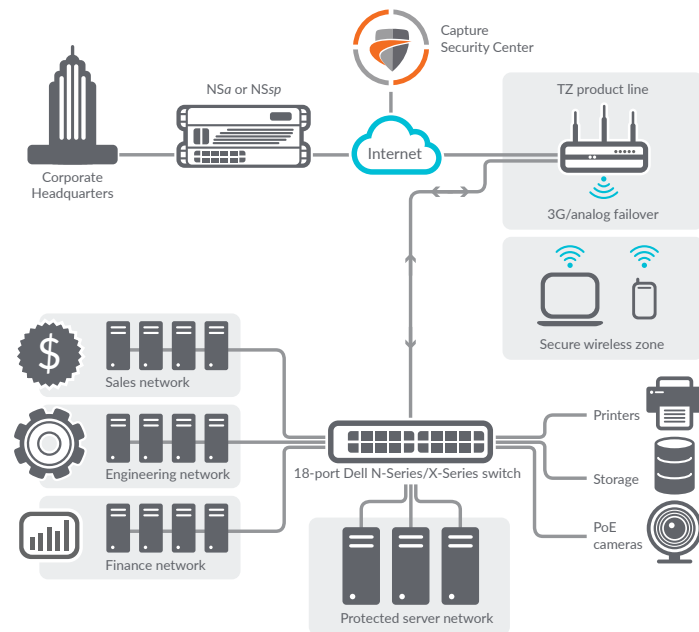 Capture
Security Center
NSa or NSsp
TZ product line
Internet
Corporate
Headquarters
3G/analog failover
Secure wireless zone
$
Sales network
Printers
Engineering network
18-port Dell N-Series/X-Series switch
Storage
PoE
cameras
Finance network
Protected server network